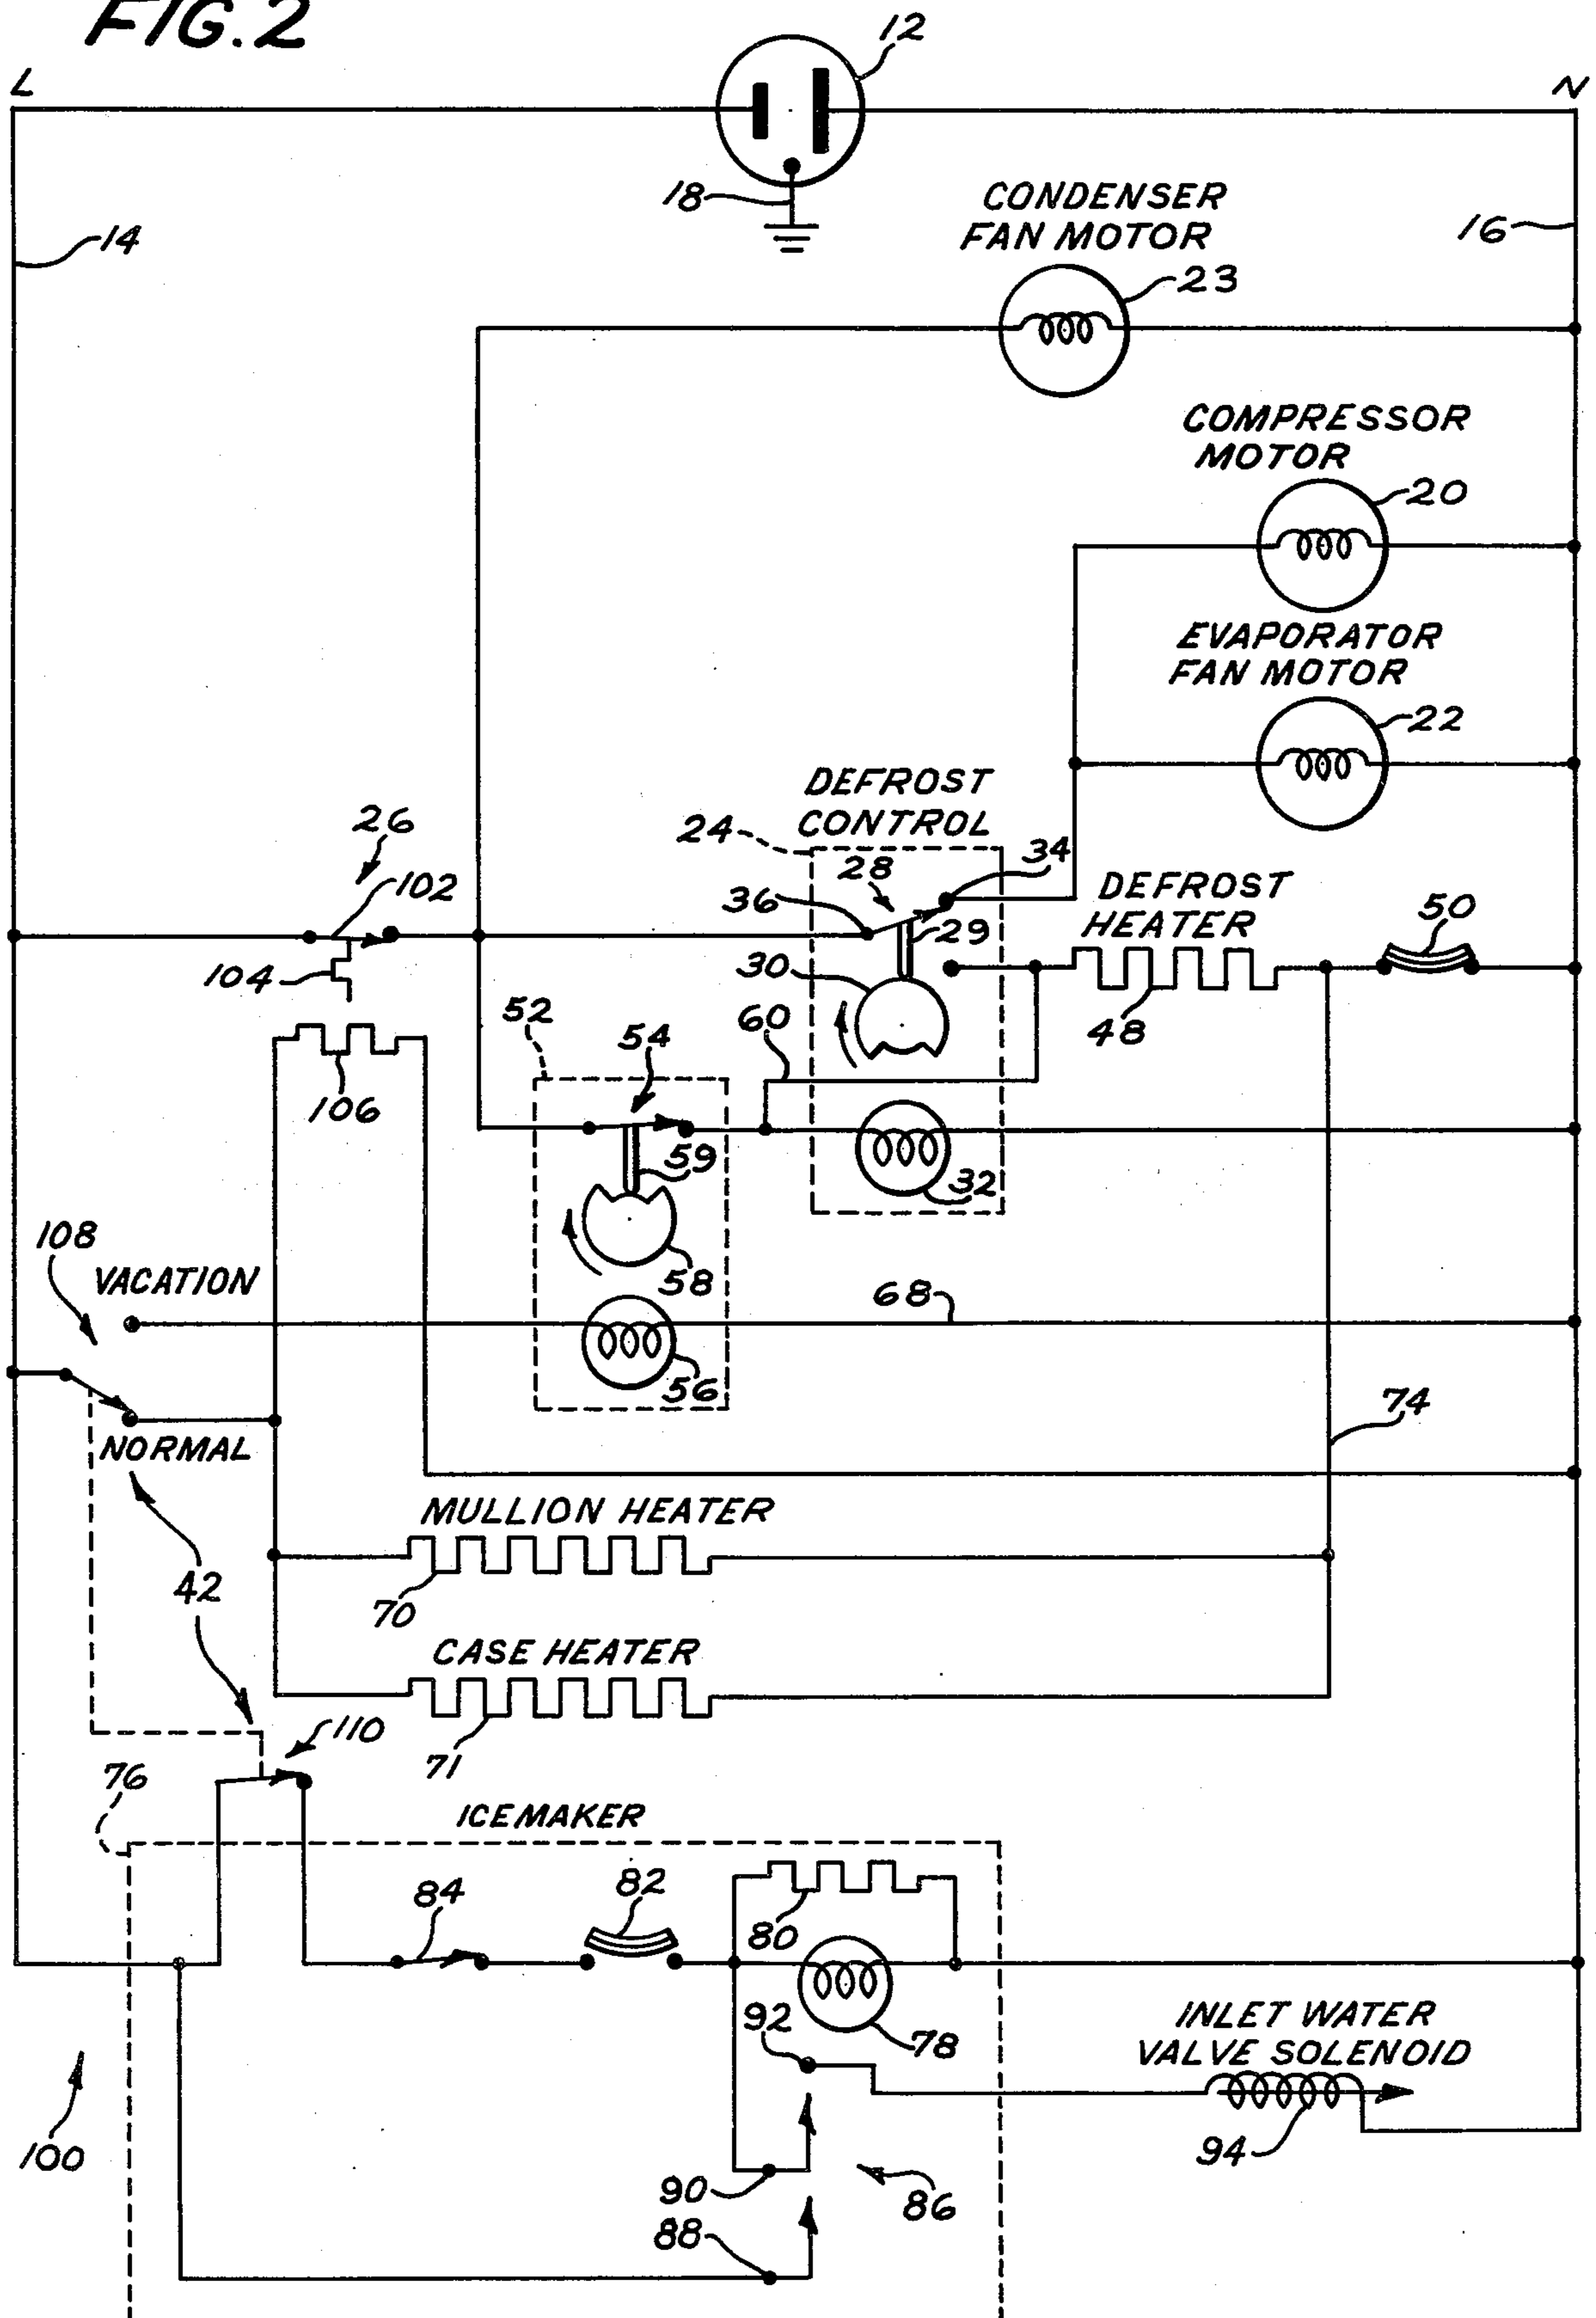 FIG. 2
12
L
N
18
CONDENSER
FAN MOTOR
14
16
23
COMPRESSOR
MOTOR
20
EVAPORATOR
FAN MOTOR
22
DEFROST
CONTROL
26
24
28
34
102
36
29
DEFROST
HEATER
50
104
30
52
54
60
48
106
59
32
108
VACATION
58
68
56
74
NORMAL
MULLION HEATER
42
70
CASE HEATER
110
71
76
ICEMAKER
84
82
80
92
78
INLET WATER
VALVE SOLENOID
100
90
86
94
88